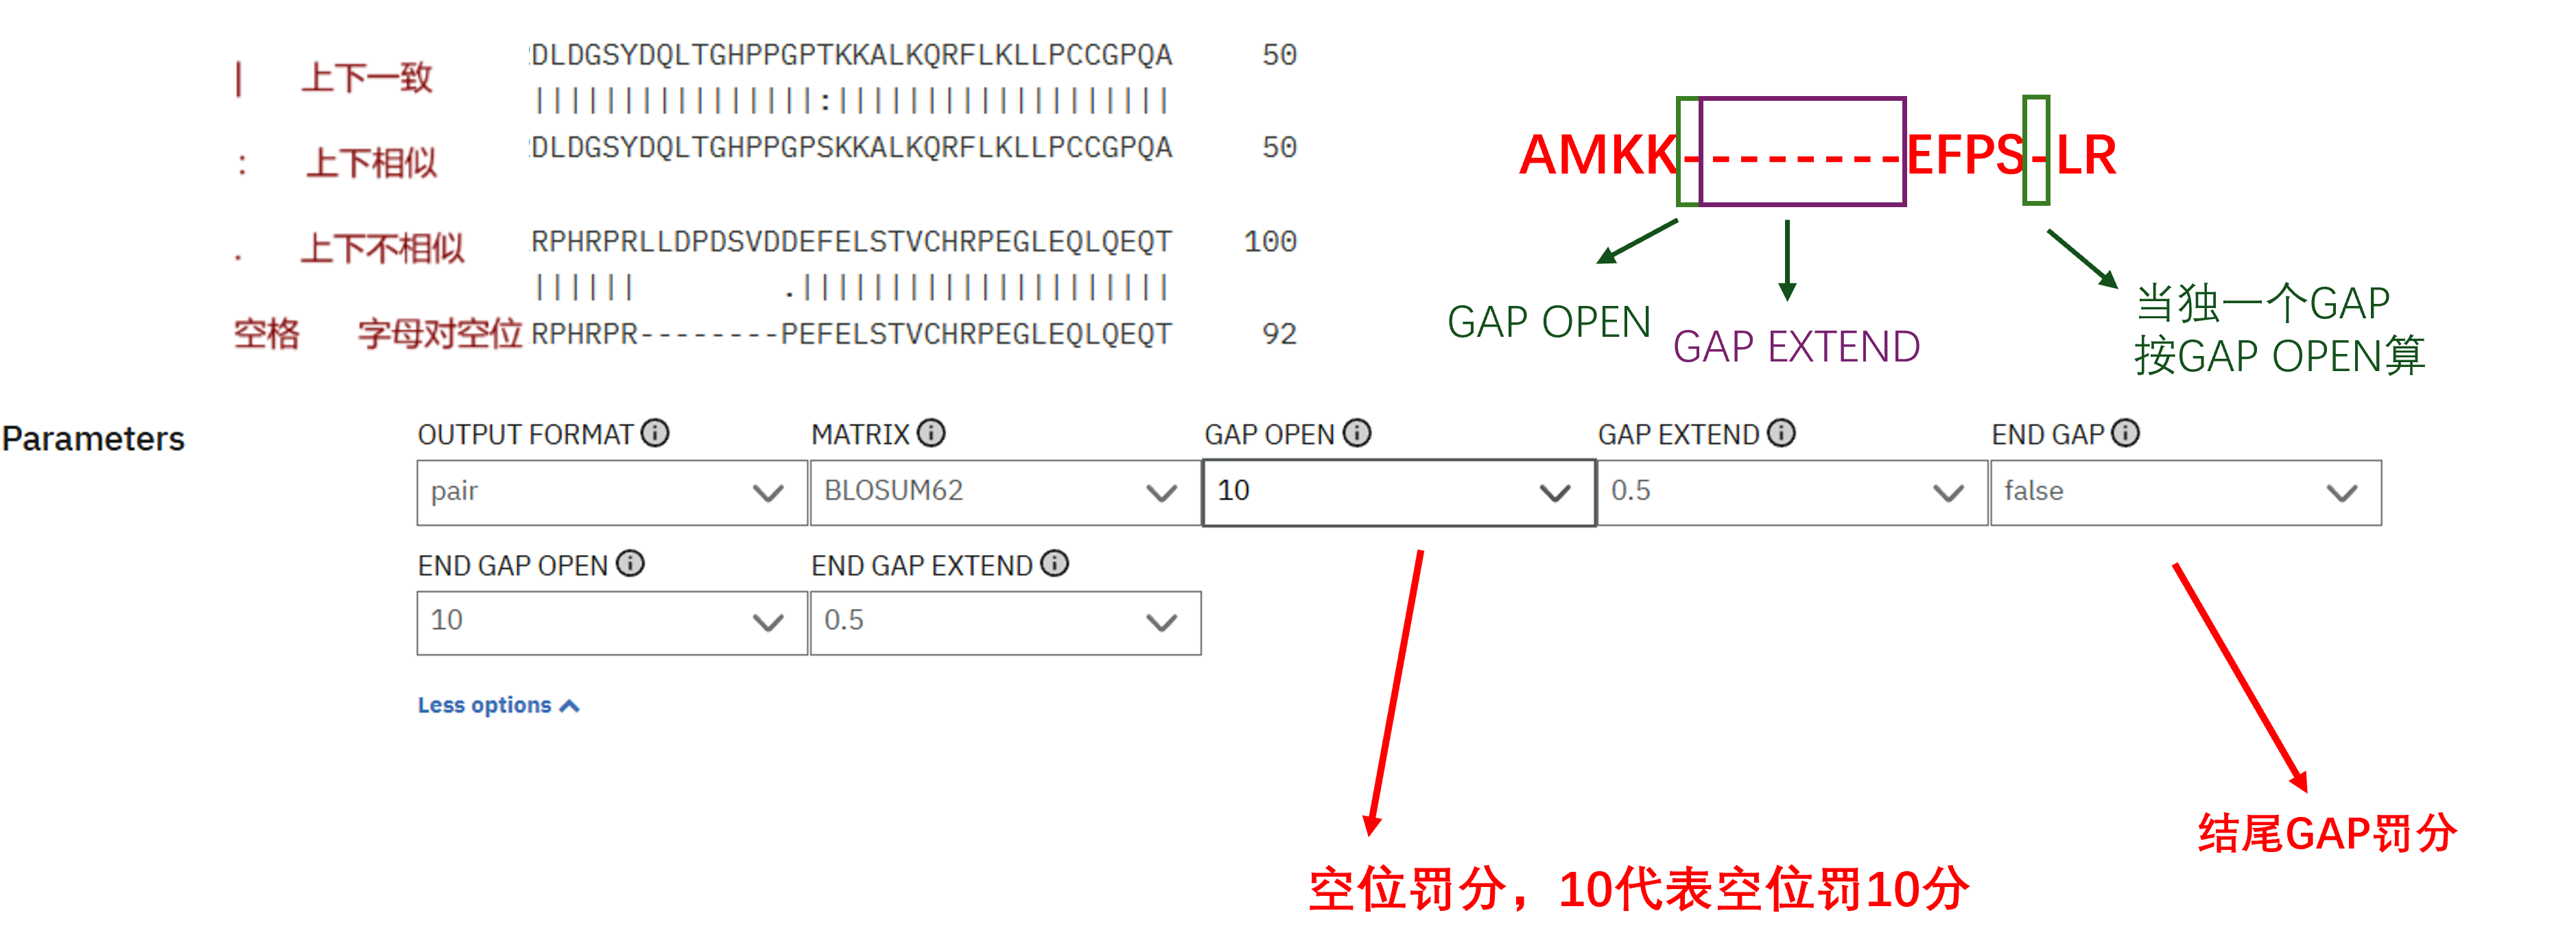 | 上下一致
: 上下相似
. 上下不相似
空格 字母对空位
DLDGSYDQLTGHPPGPTKKALKQRFLKLLPCCGPQA 50
|||||||||||||||||:||||||||||||||||||
DLDGSYDQLTGHPPGPSKKALKQRFLKLLPCCGPQA 50
RPHRPRLLDPDSVDDEFELSTVCHRPEGLEQLQEQT 100
|||||| .|||||||||||||||||||||
RPHRPR--------PEFELSTVCHRPEGLEQLQEQT 92
AMKK--------EFPS-LR
GAP OPEN
GAP EXTEND
当独一个GAP
按GAP OPEN算
Parameters
OUTPUT FORMAT MATRIX GAP OPEN GAP EXTEND END GAP
pair BLOSUM62 10 0.5 false
END GAP OPEN END GAP EXTEND
10 0.5
Less options
结尾GAP罚分
空位罚分，10代表空位罚10分